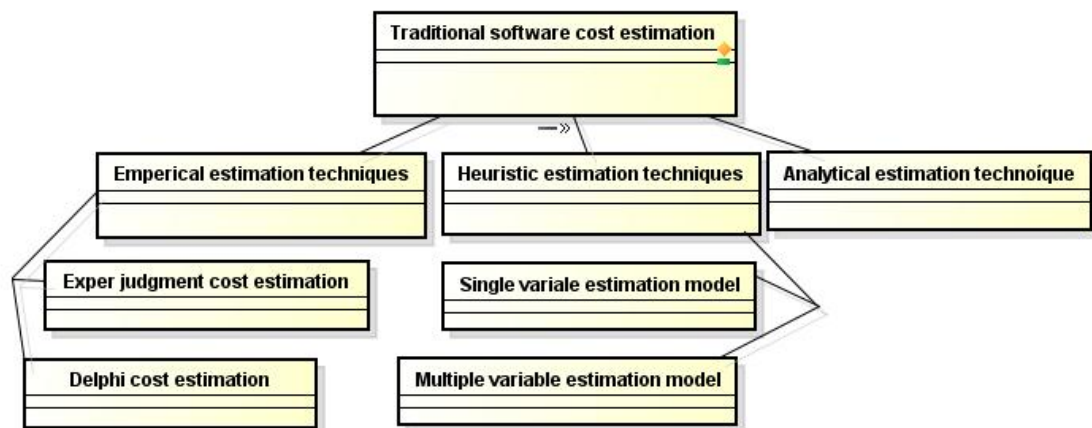 Traditional software cost estimation
Emperical estimation techniques
Heuristic estimation techniques
Analytical estimation technoíque
Exper judgment cost estimation
Single variale estimation model
Delphi cost estimation
Multiple variable estimation model